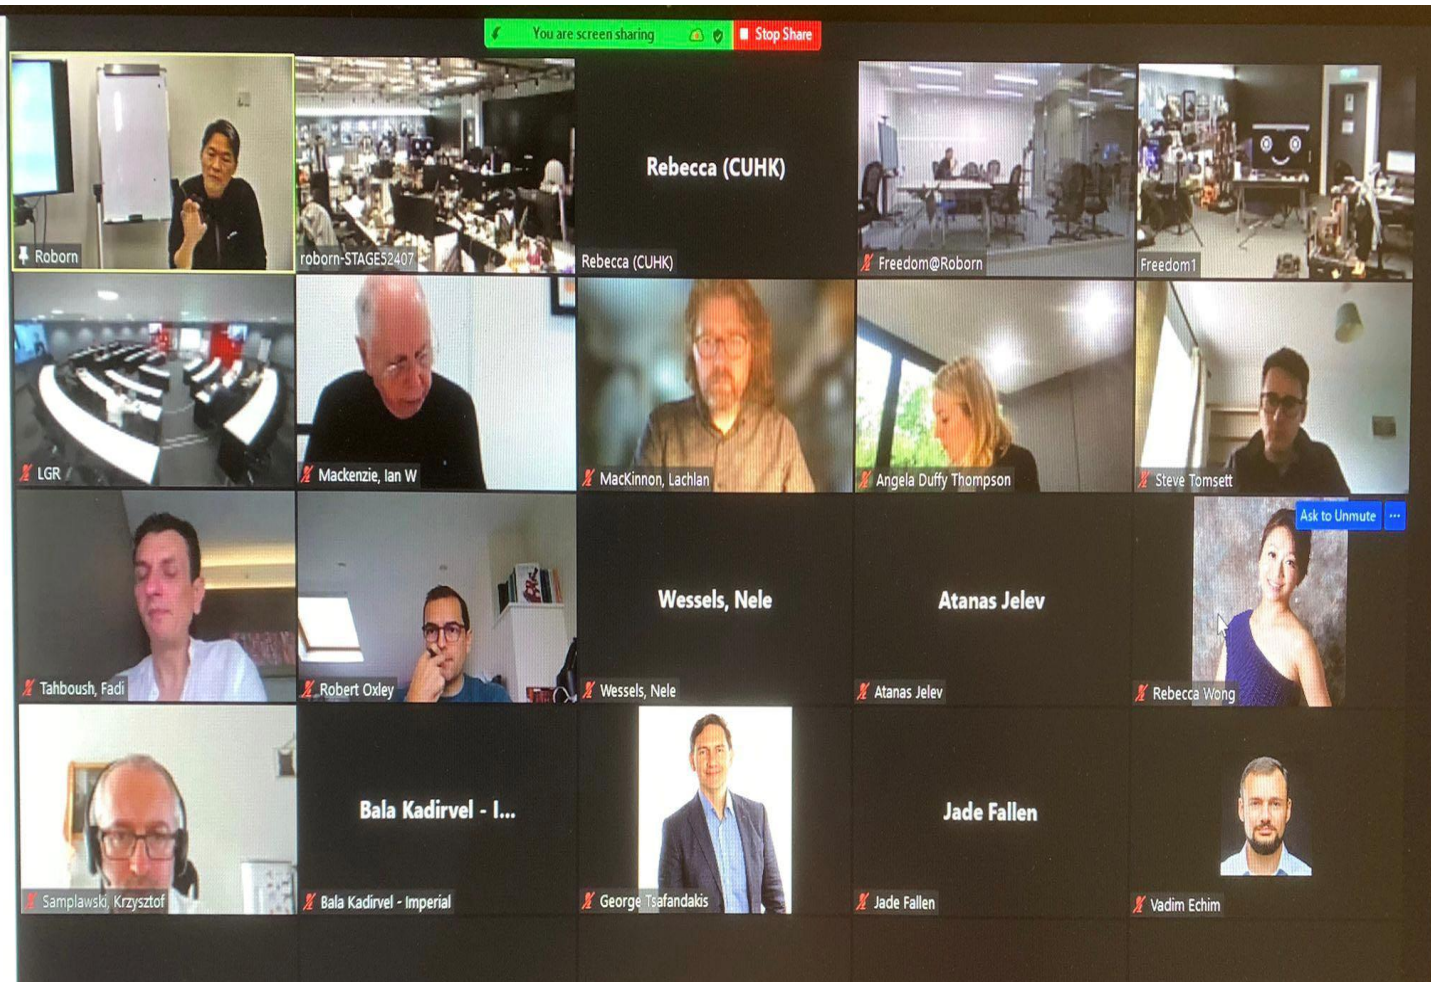 You are screen sharing
Stop Share
Roborn
roborn-STAGE52407
Rebecca (CUHK)
Rebecca (CUHK)
Freedom@Roborn
Freedom1
LGR
Mackenzie, Ian W
MacKinnon, Lachlan
Angela Duffy Thompson
Steve Tomsett
Ask to Unmute
...
Tahboush, Fadi
Robert Oxley
Wessels, Nele
Wessels, Nele
Atanas Jelev
Atanas Jelev
Rebecca Wong
Samplawski, Krzysztof
Bala Kadirvel - I...
Bala Kadirvel - Imperial
George Tsafandakis
Jade Fallen
Jade Fallen
Vadim Echim